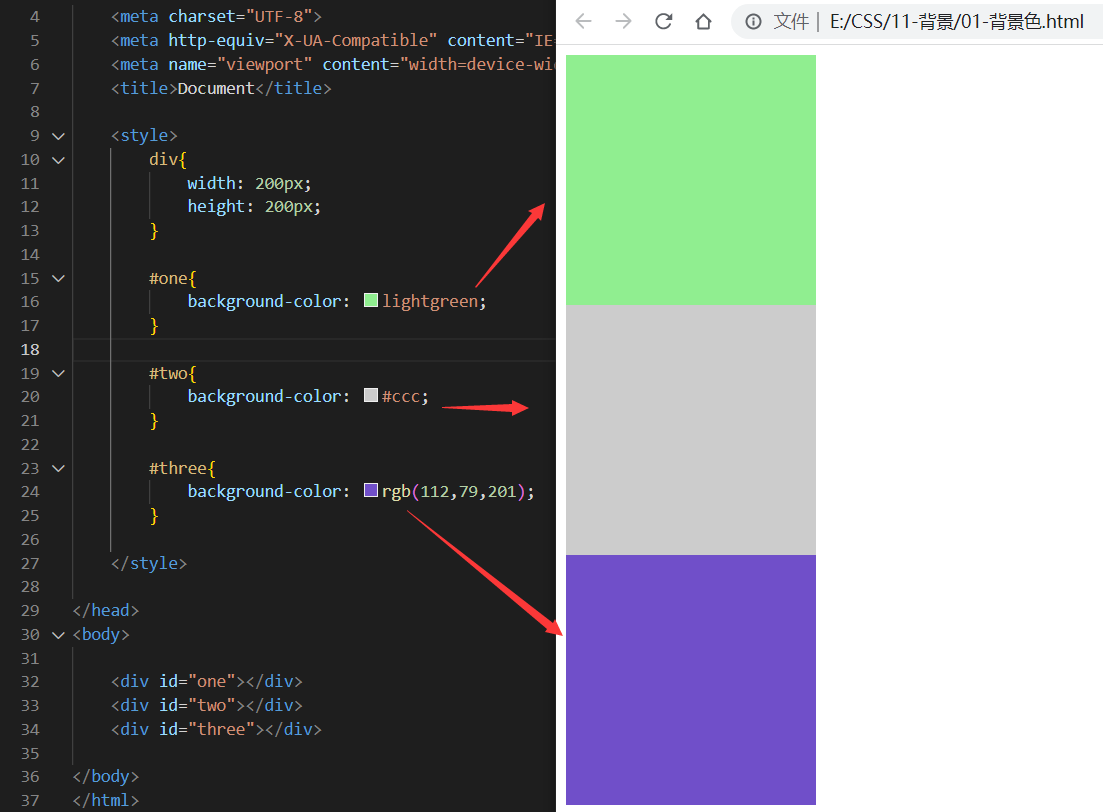 4 <meta charset="UTF-8">
5 <meta http-equiv="X-UA-Compatible" content="IE=
6 <meta name="viewport" content="width=device-wi
7 <title>Document</title>
8
9 <style>
10 div{
11 width: 200px;
12 height: 200px;
13 }
14
15 #one{
16 background-color: lightgreen;
17 }
18
19 #two{
20 background-color: #ccc;
21 }
22
23 #three{
24 background-color: rgb(112,79,201);
25 }
26
27 </style>
28
29 </head>
30 <body>
31
32 <div id="one"></div>
33 <div id="two"></div>
34 <div id="three"></div>
35
36 </body>
37 </html>
文件 | E:/CSS/11-背景/01-背景色.html